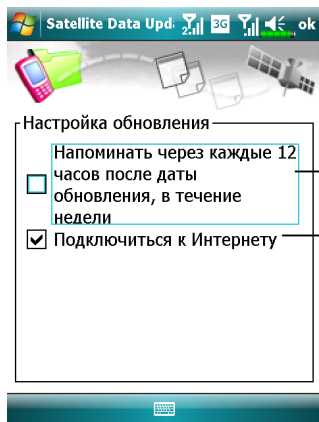 Satellite Data Upd 2. 3G ok
Настройка обновления
Напоминать через каждые 12
часов после даты
обновления, в течение
недели
Подключиться к Интернету